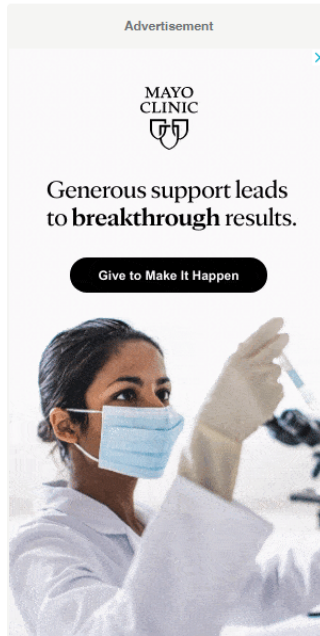 Advertisement
MAYO
CLINIC
Generous support leads
to breakthrough results.
Give to Make It Happen